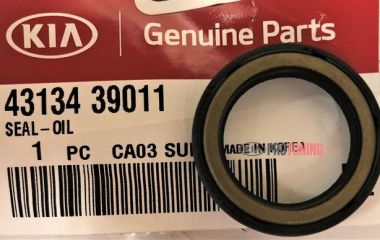 KIA Genuine Parts
43134 39011
SEAL-OIL
1 PC CA03 MADE IN KOREA